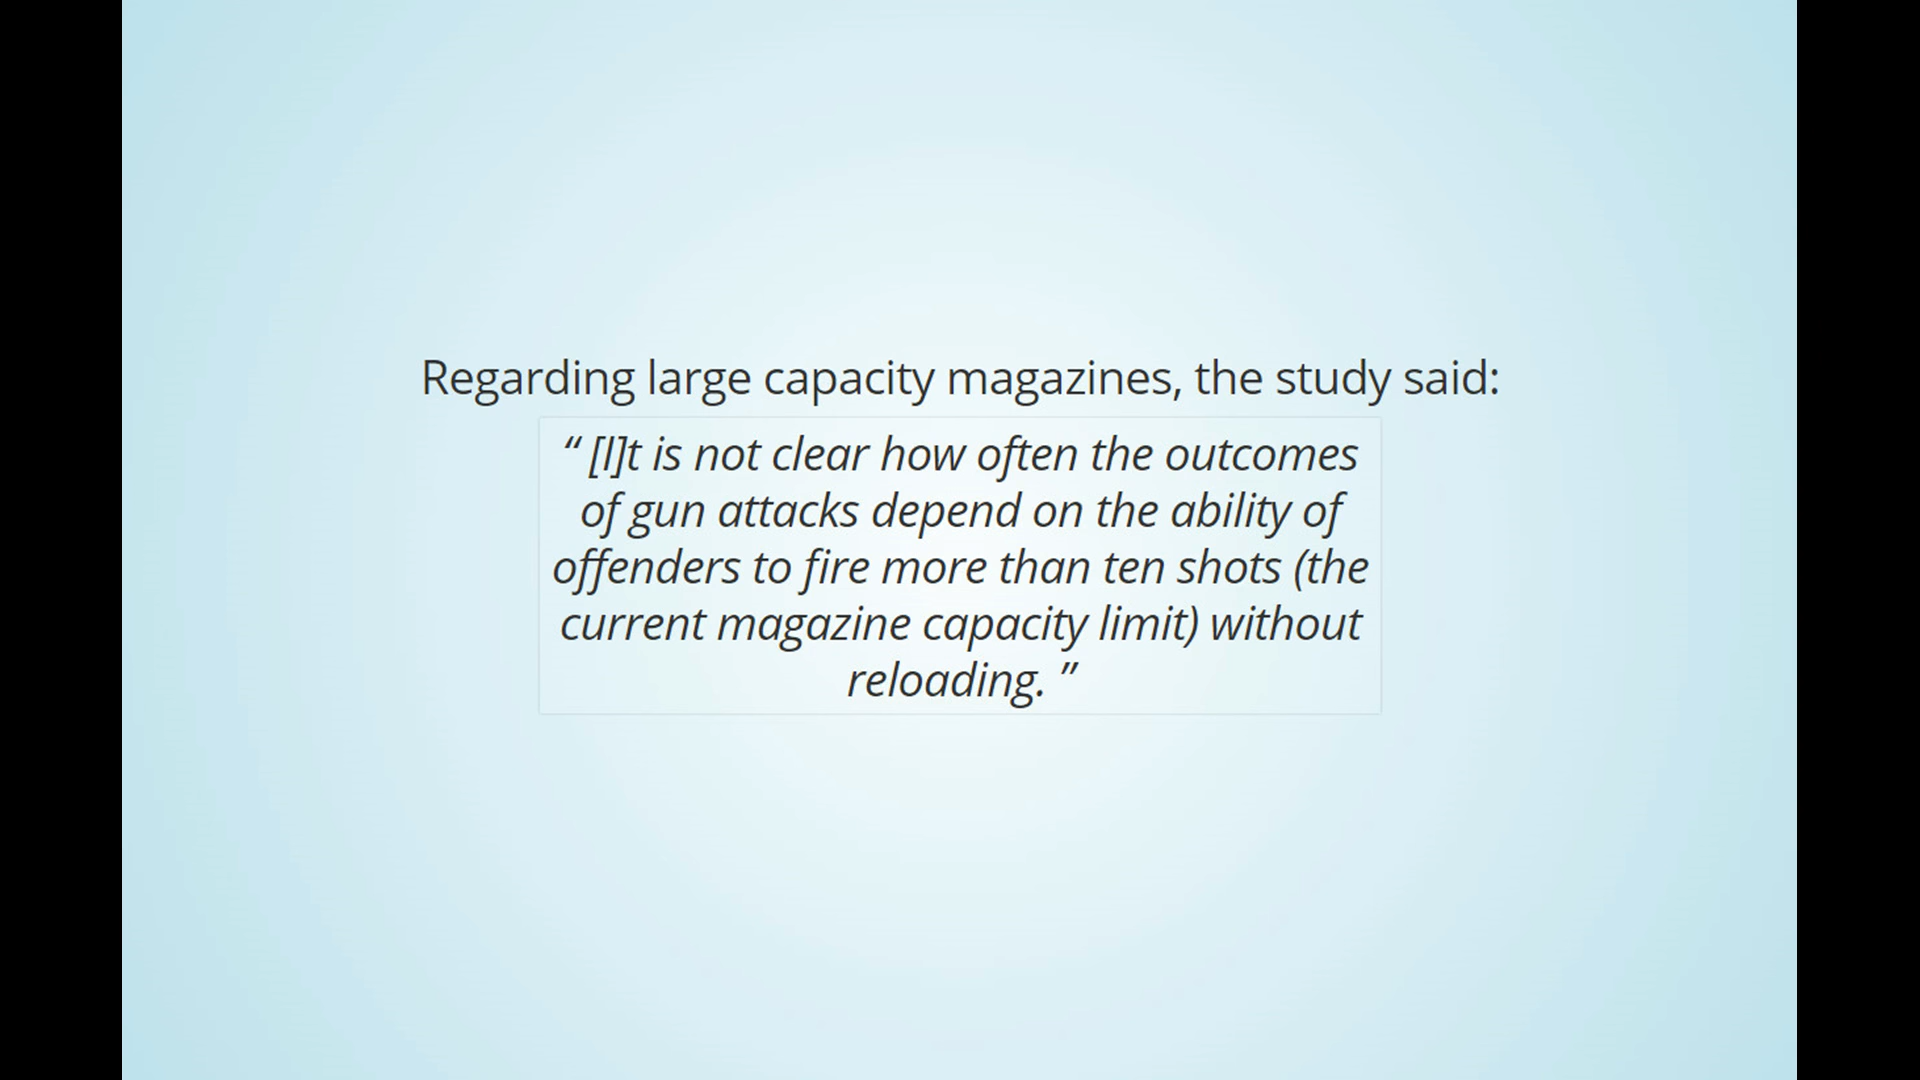 Regarding large capacity magazines, the study said:
“ [I]t is not clear how often the outcomes
of gun attacks depend on the ability of
offenders to fire more than ten shots (the
current magazine capacity limit) without
reloading. ”